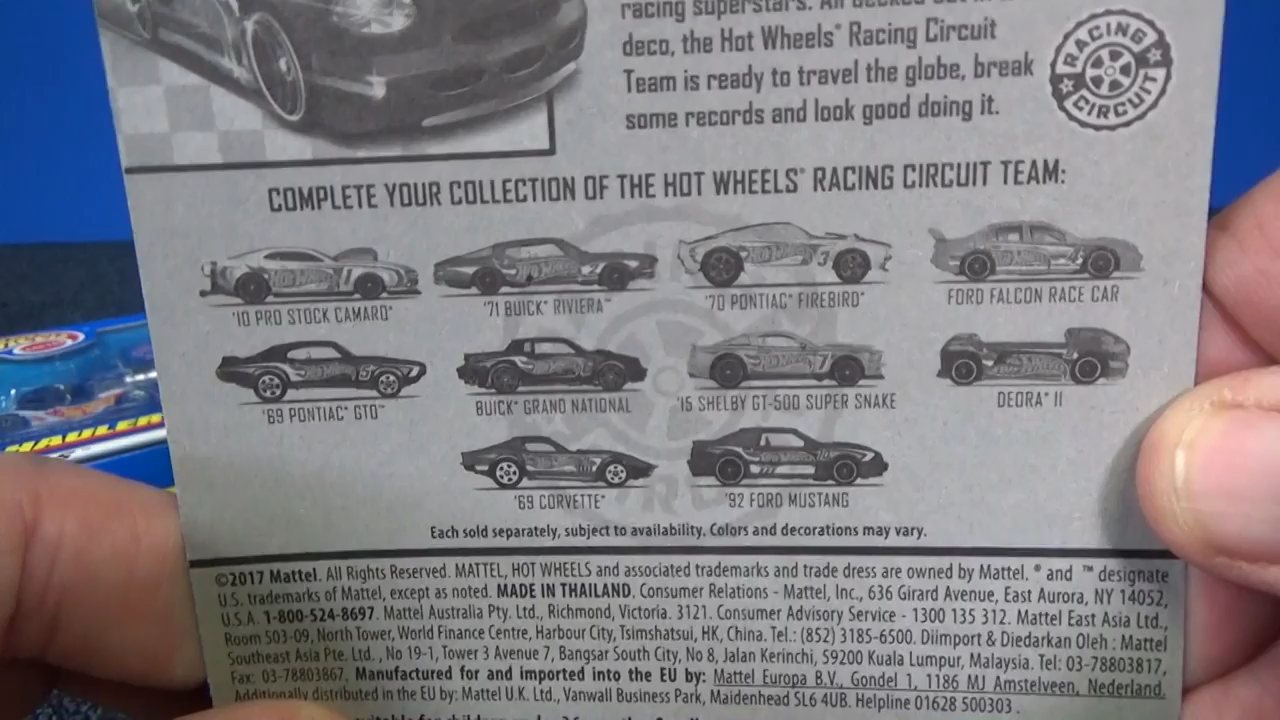 racing superstars. All decked out in
deco, the Hot Wheels® Racing Circuit
Team is ready to travel the globe, break
some records and look good doing it.
RACING
CIRCUIT
COMPLETE YOUR COLLECTION OF THE HOT WHEELS® RACING CIRCUIT TEAM:
'10 PRO STOCK CAMARO®
'71 BUICK® RIVIERA™
'70 PONTIAC® FIREBIRD®
FORD FALCON RACE CAR
'69 PONTIAC® GTO™
BUICK® GRAND NATIONAL
'15 SHELBY GT-500 SUPER SNAKE
DEORA® II
'69 CORVETTE®
'92 FORD MUSTANG
Each sold separately, subject to availability. Colors and decorations may vary.
©2017 Mattel. All Rights Reserved. MATTEL, HOT WHEELS and associated trademarks and trade dress are owned by Mattel. ® and ™ designate
U.S. trademarks of Mattel, except as noted. MADE IN THAILAND. Consumer Relations - Mattel, Inc., 636 Girard Avenue, East Aurora, NY 14052,
U.S.A. 1-800-524-8697. Mattel Australia Pty. Ltd., Richmond, Victoria. 3121. Consumer Advisory Service - 1300 135 312. Mattel East Asia Ltd.,
Room 503-09, North Tower, World Finance Centre, Harbour City, Tsimshatsui, HK, China. Tel.: (852) 3185-6500. Diimport & Diedarkan Oleh : Mattel
Southeast Asia Pte. Ltd. , No 19-1, Tower 3 Avenue 7, Bangsar South City, No 8, Jalan Kerinchi, 59200 Kuala Lumpur, Malaysia. Tel: 03-78803817,
Fax: 03-78803867. Manufactured for and imported into the EU by: Mattel Europa B.V., Gondel 1, 1186 MJ Amstelveen, Nederland.
Additionally distributed in the EU by: Mattel U.K. Ltd., Vanwall Business Park, Maidenhead SL6 4UB. Helpline 01628 500303 .
HAULER